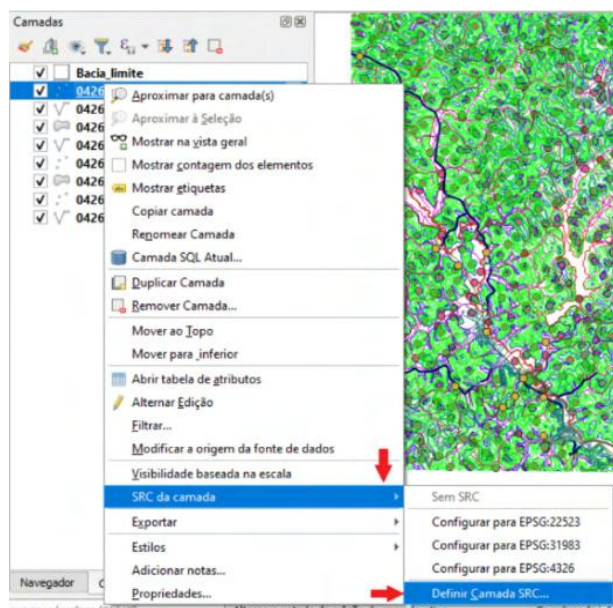 Camadas
Bacia_limite
0426
0426
0426
0426
0426
0426
0426
0426
Aproximar para camada(s)
Aproximar à Seleção
Mostrar na vista geral
Mostrar contagem dos elementos
Mostrar etiquetas
Copiar camada
Renomear Camada
Camada SQL Atual...
Duplicar Camada
Remover Camada...
Mover ao Topo
Mover para _inferior
Abrir tabela de atributos
Alternar Edição
Filtrar...
Modificar a origem da fonte de dados
Visibilidade baseada na escala
SRC da camada
Exportar
Estilos
Adicionar notas...
Propriedades...
Sem SRC
Configurar para EPSG:22523
Configurar para EPSG:31983
Configurar para EPSG:4326
Definir Camada SRC...
Navegador